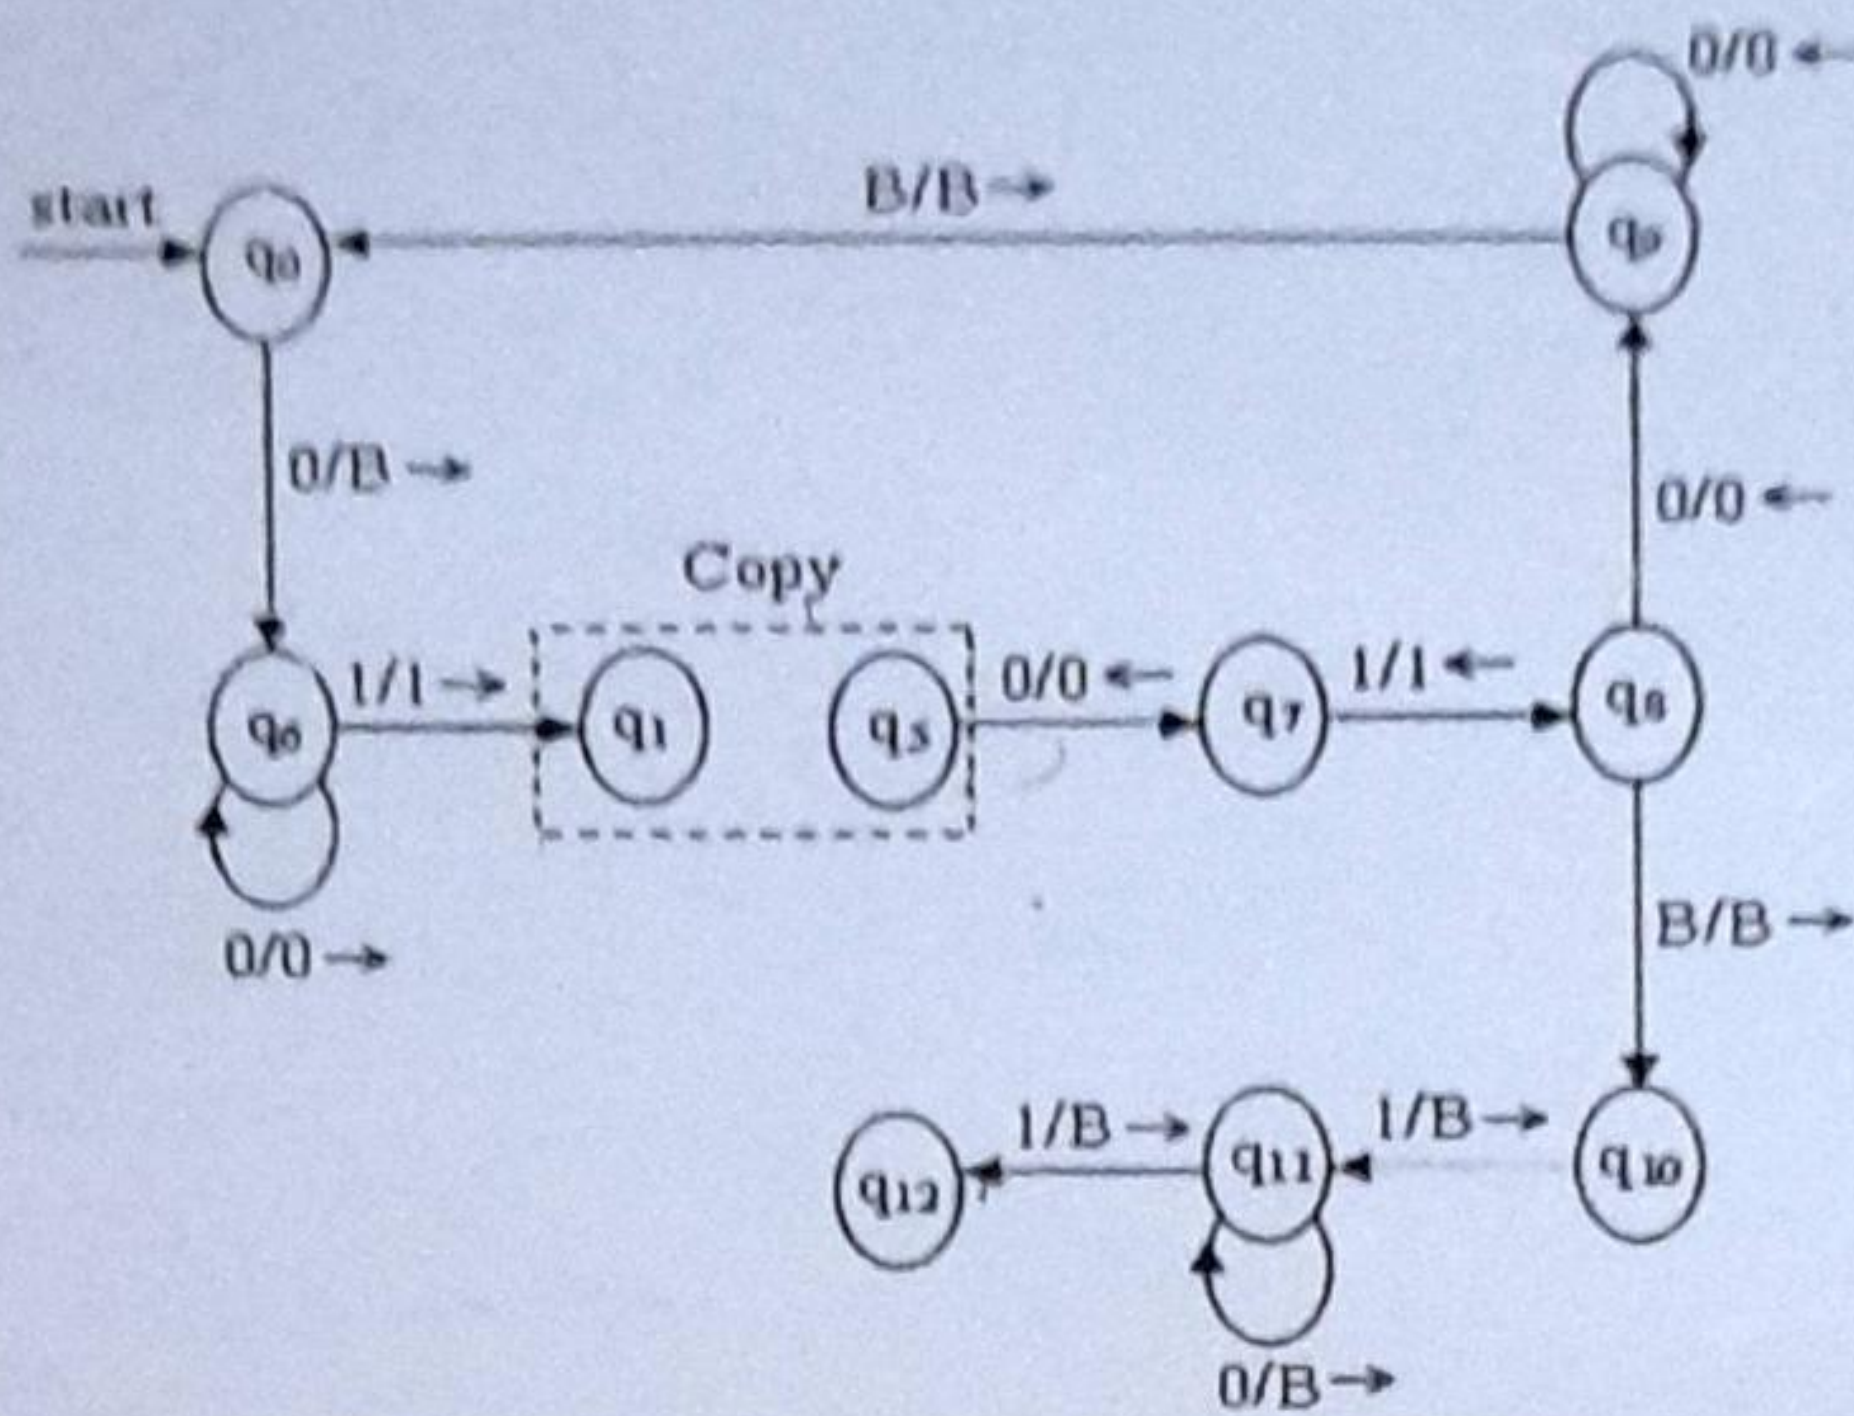 0/0 ←
start
B/B →
q0
q9
0/B →
0/0 ←
Copy
1/1 →
0/0 ←
1/1 ←
q6
q1
q5
q7
q8
0/0 →
B/B →
1/B →
1/B →
q12
q11
q10
0/B →